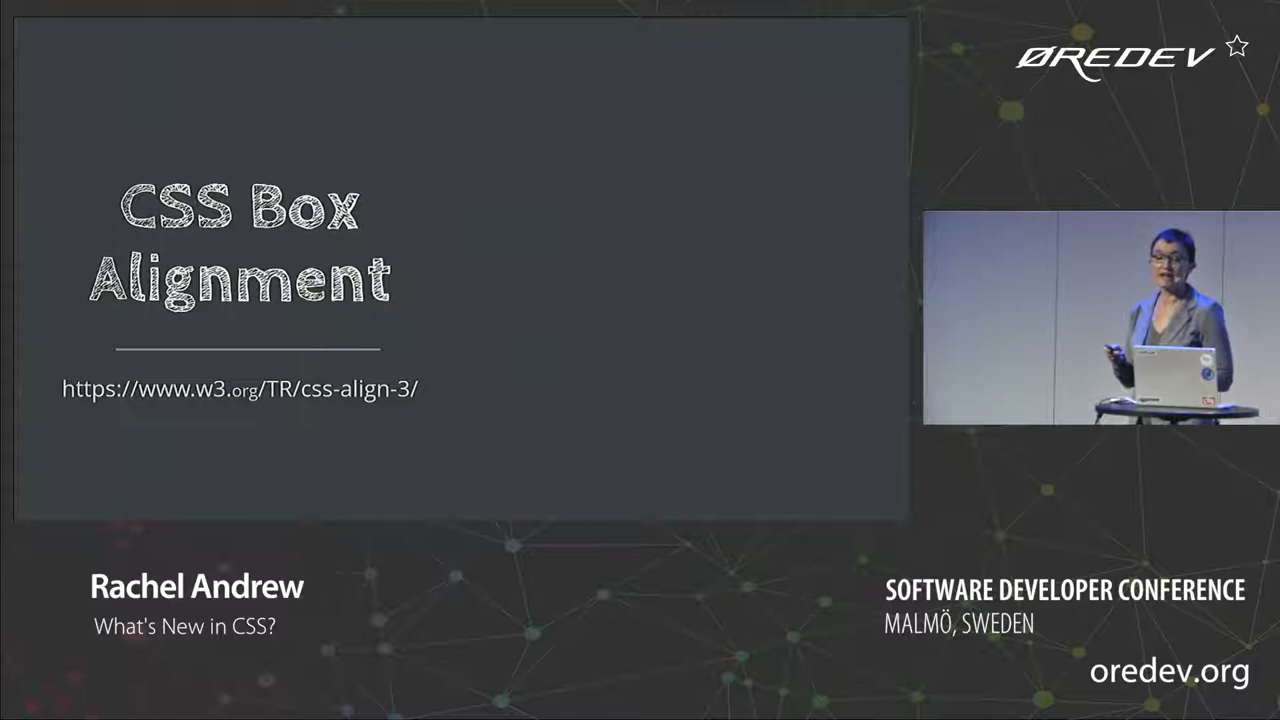 ØREDEV
CSS Box
Alignment
https://www.w3.org/TR/css-align-3/
Rachel Andrew
What's New in CSS?
SOFTWARE DEVELOPER CONFERENCE
MALMÖ, SWEDEN
oredev.org